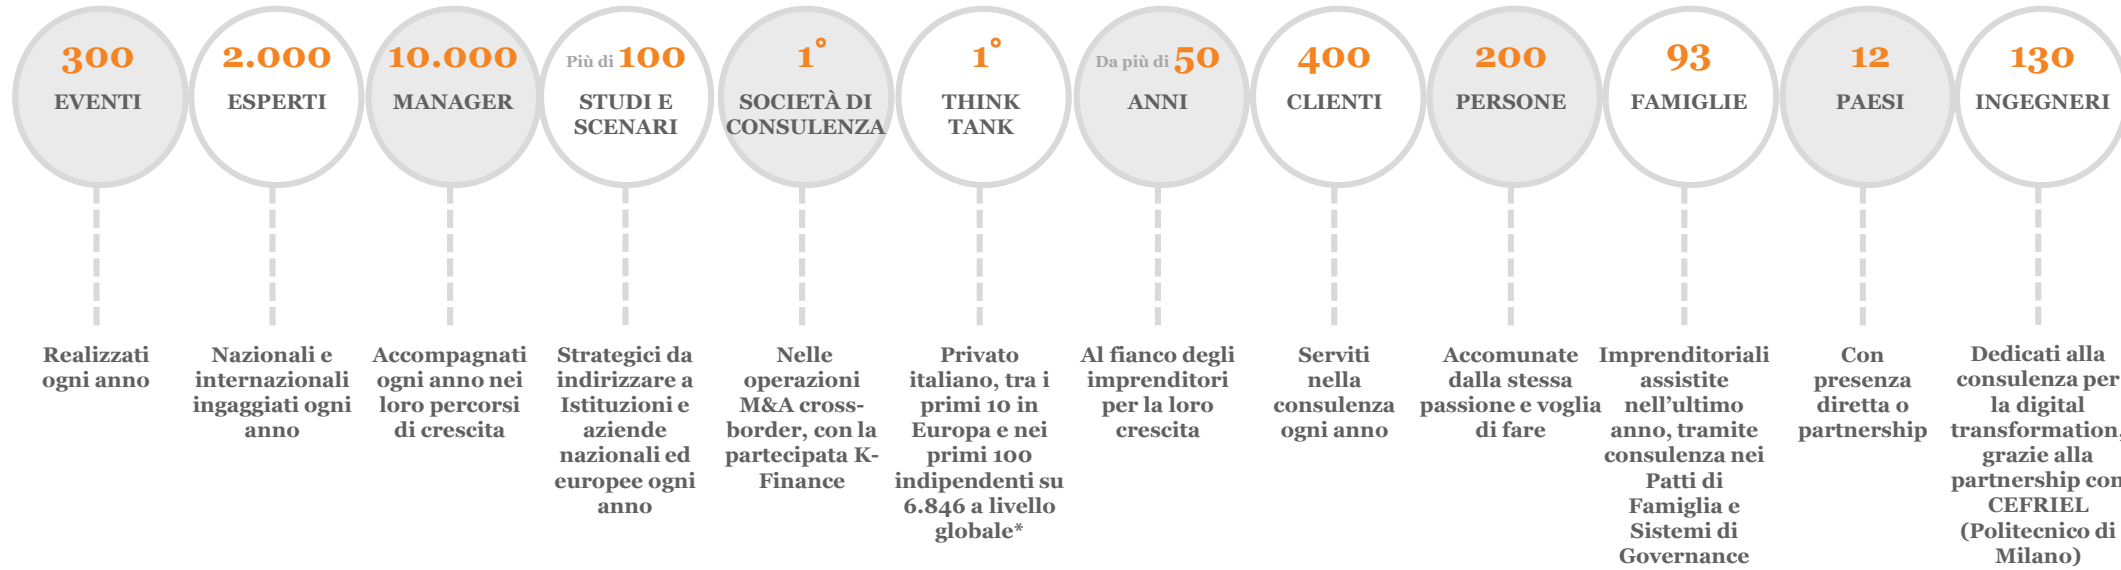 300
EVENTI
Realizzati
ogni anno
2.000
ESPERTI
Nazionali e
internazionali
ingaggiati ogni
anno
10.000
MANAGER
Accompagnati
ogni anno nei
loro percorsi
di crescita
Più di 100
STUDI E
SCENARI
Strategici da
indirizzare a
Istituzioni e
aziende
nazionali ed
europee ogni
anno
1°
SOCIETÀ DI
CONSULENZA
Nelle
operazioni
M&A cross-
border, con la
partecipata K-
Finance
1°
THINK
TANK
Privato
italiano, tra i
primi 10 in
Europa e nei
primi 100
indipendenti su
6.846 a livello
globale*
Da più di 50
ANNI
Al fianco degli
imprenditori
per la loro
crescita
400
CLIENTI
Serviti
nella
consulenza
ogni anno
200
PERSONE
Accomunate
dalla stessa
passione e voglia
di fare
93
FAMIGLIE
Imprenditoriali
assistite
nell'ultimo
anno, tramite
consulenza nei
Patti di
Famiglia e
Sistemi di
Governance
12
PAESI
Con
presenza
diretta o
partnership
130
INGEGNERI
Dedicati alla
consulenza per
la digital
transformation,
grazie alla
partnership con
CEFRIEL
(Politecnico di
Milano)